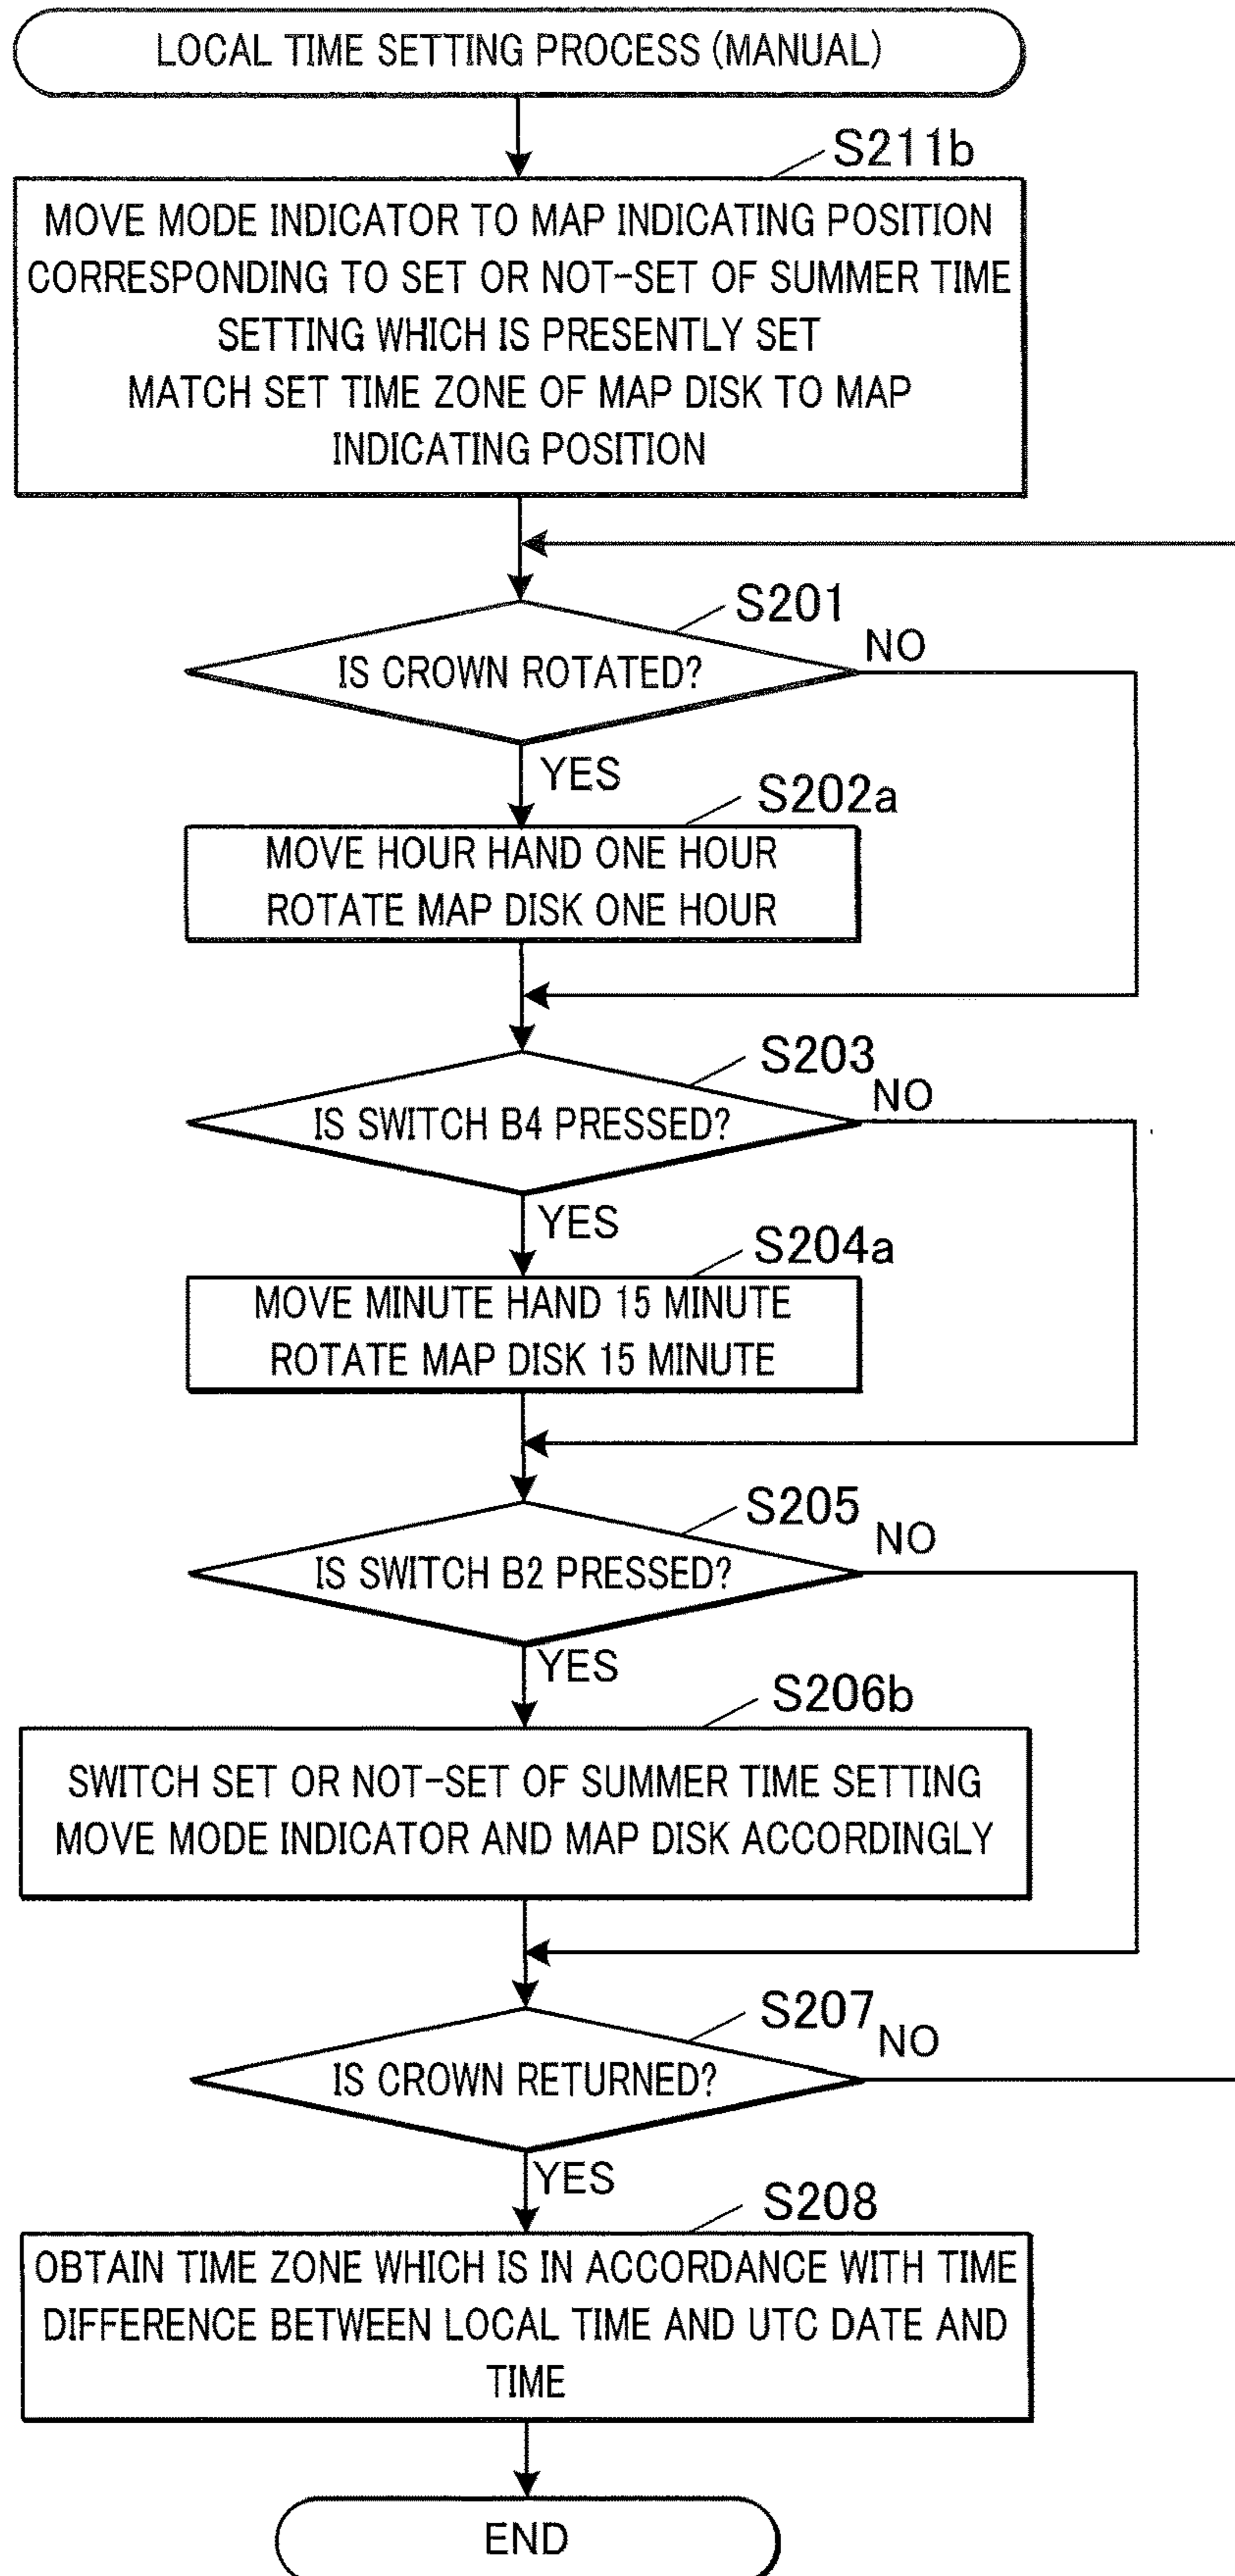 LOCAL TIME SETTING PROCESS (MANUAL)
S211b
MOVE MODE INDICATOR TO MAP INDICATING POSITION
CORRESPONDING TO SET OR NOT-SET OF SUMMER TIME
SETTING WHICH IS PRESENTLY SET
MATCH SET TIME ZONE OF MAP DISK TO MAP
INDICATING POSITION
S201
IS CROWN ROTATED?
NO
YES
S202a
MOVE HOUR HAND ONE HOUR
ROTATE MAP DISK ONE HOUR
S203
IS SWITCH B4 PRESSED?
NO
YES
S204a
MOVE MINUTE HAND 15 MINUTE
ROTATE MAP DISK 15 MINUTE
S205
IS SWITCH B2 PRESSED?
NO
YES
S206b
SWITCH SET OR NOT-SET OF SUMMER TIME SETTING
MOVE MODE INDICATOR AND MAP DISK ACCORDINGLY
S207
IS CROWN RETURNED?
NO
YES
S208
OBTAIN TIME ZONE WHICH IS IN ACCORDANCE WITH TIME
DIFFERENCE BETWEEN LOCAL TIME AND UTC DATE AND
TIME
END